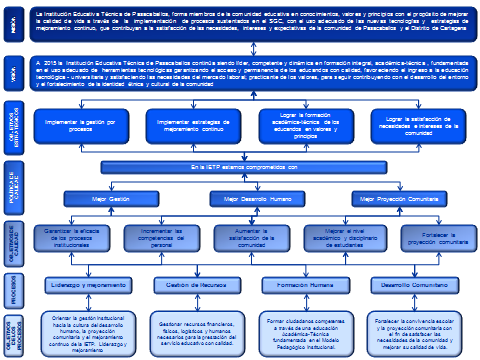 MISIÓN
La Institución Educativa Técnica de Pasacaballos, forma miembros de la comunidad educativa en conocimientos, valores y principios con el propósito de mejorar
la calidad de vida a través de la implementación de procesos sustentados en el SGC, con el uso adecuado de las nuevas tecnologías y estrategias de
mejoramiento continuo, que contribuyan a la satisfacción de las necesidades, intereses y expectativas de la comunidad de Pasacaballos y el Distrito de Cartagena
VISIÓN
A 2015 la Institución Educativa Técnica de Pasacaballos continúa siendo líder, competente y dinámica en formación integral, académica-técnica, fundamentada
en el uso adecuado de herramientas tecnológicas garantizando el acceso y permanencia de los educandos con calidad, favoreciendo el ingreso a la educación
tecnológica - universitaria y satisfaciendo las necesidades del mercado laboral, practicante de los valores, para seguir contribuyendo con el desarrollo del entorno
y el fortalecimiento de la identidad étnica y cultural de la comunidad
OBJETIVOS
ESTRATÉGICOS
Implementar la gestión por
procesos
Implementar estrategias de
mejoramiento continuo
Lograr la formación
académica-técnica de los
educandos en valores y
principios
Lograr la satisfacción de
necesidades e intereses de la
comunidad
POLÍTICA DE
CALIDAD
En la IETP estamos comprometidos con
Mejor Gestión
Mejor Desarrollo Humano
Mejor Proyección Comunitaria
OBJETIVOS DE
CALIDAD
Garantizar la eficacia
de los procesos
institucionales
Incrementar las
competencias del
personal
Aumentar la
satisfacción de la
comunidad
Mejorar el nivel
académico y disciplinario
de estudiantes
Fortalecer la
proyección comunitaria
PROCESOS
Liderazgo y mejoramiento
Gestión de Recursos
Formación Humana
Desarrollo Comunitario
OBJETIVOS
DE LOS
PROCESOS
Orientar la gestión institucional
hacia la cultura del desarrollo
humano, la proyección
comunitaria y el mejoramiento
continuo de la IETP. Liderazgo y
mejoramiento
Gestionar recursos financieros,
físicos, logísticos y humanos
necesarios para la prestación del
servicio educativo con calidad.
Formar ciudadanos competentes
a través de una educación
Académica-Técnica
fundamentada en el Modelo
Pedagógico Institucional.
Fortalecer la convivencia escolar
y la proyección comunitaria con
el fin de satisfacer las
necesidades de la comunidad y
mejorar su calidad de vida.